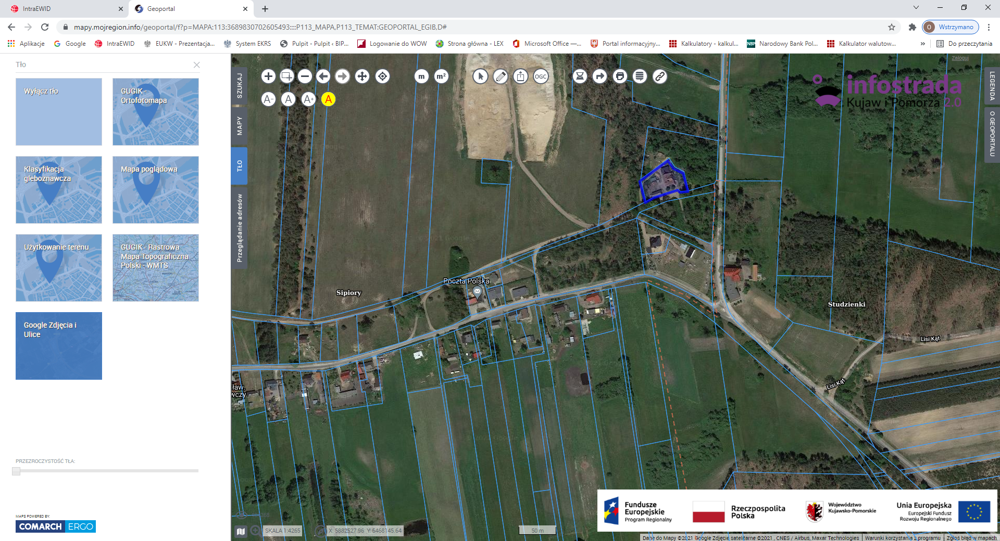 IntraEWID
Geoportal
mapy.mojregion.info/geoportal/f?p=MAPA:113:3689830702605493::::P113_MAPA,P113_TEMAT:GEOPORTAL_EGIB,D#
O Wstrzymano
Aplikacje
Google
IntraEWID
EUKW - Prezentacja...
System EKRS
Pulpit - Pulpit ‹ BIP...
Logowanie do WOW
Strona główna - LEX
Microsoft Office —...
Portal informacyjny...
Kalkulatory - kalkul...
NBP Narodowy Bank Pol...
Kalkulator walutow...
»
Do przeczytania
Tło
Wyłącz tło
GUGIK -
Ortofotomapa
Klasyfikacja
gleboznawcza
Mapa poglądowa
Użytkowanie terenu
GUGIK - Rastrowa
Mapa Topograficzna
Polski - WMTS
Google Zdjęcia i
Ulice
PRZEZROCZYSTOŚĆ TŁA:
MAPS POWERED BY:
COMARCH ERGO
SZUKAJ
MAPY
TŁO
Przeglądanie adresów
m
m²
OGC
A-
A
A+
A
Zaloguj
infostrada
Kujaw i Pomorza 2.0
LEGENDA
O GEOPORTALU
Poczta Polska
Sipiory
Studzienki
Lisi Kąt
Lisi Kąt
ław.
wczy
SKALA 1:4265
X: 5882527.96 Y: 6468145.64
50 m
Fundusze
Europejskie
Program Regionalny
Rzeczpospolita
Polska
Województwo
Kujawsko-Pomorskie
Unia Europejska
Europejski Fundusz
Rozwoju Regionalnego
Dane do Mapy ©2021 Google Zdjęcie satelitarne ©2021 , CNES / Airbus, Maxar Technologies
Warunki korzystania z programu
Zgłoś błąd w mapach